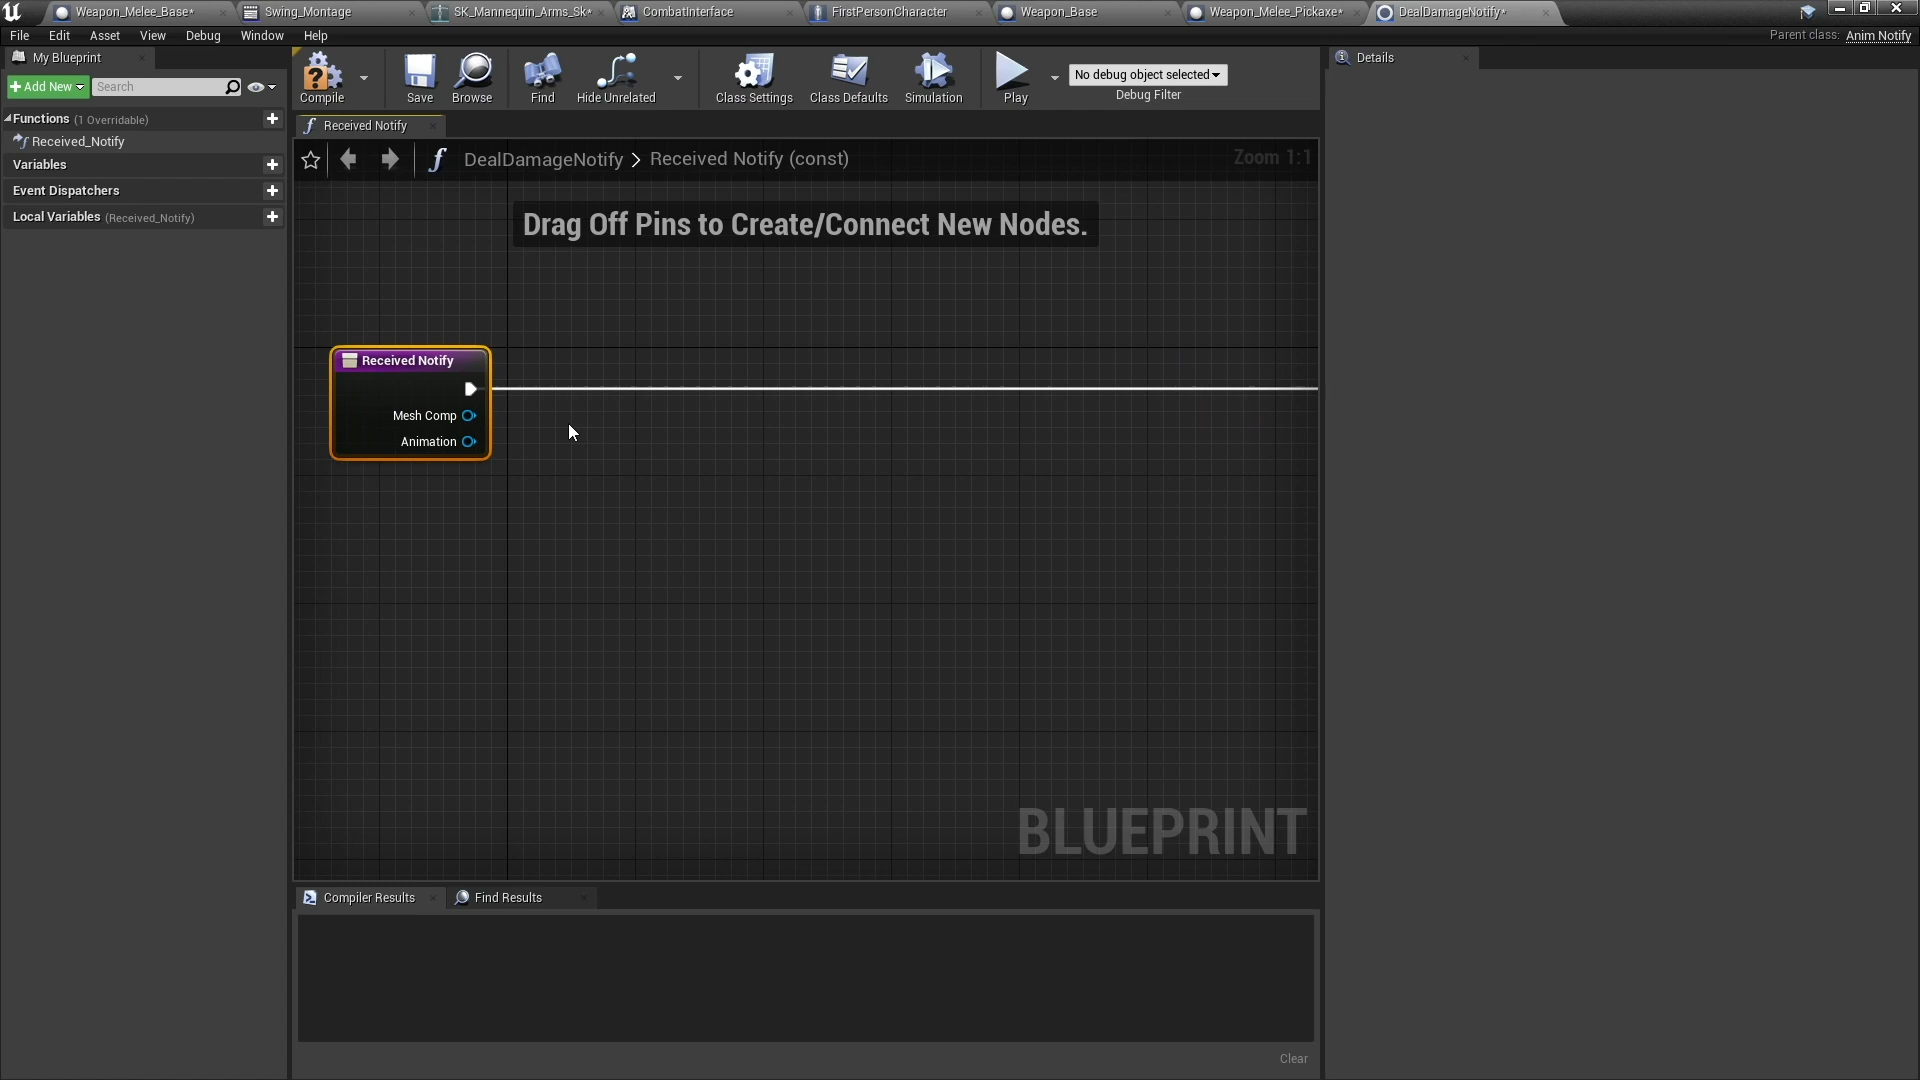 Weapon_Melee_Base*
Swing_Montage
SK_Mannequin_Arms_Sk*
CombatInterface
FirstPersonCharacter
Weapon_Base
Weapon_Melee_Pickaxe*
DealDamageNotify*
File Edit Asset View Debug Window Help
Parent class: Anim Notify
My Blueprint
Add New
Search
Functions (1 Overridable)
Received_Notify
Variables
Event Dispatchers
Local Variables (Received_Notify)
Compile
Save
Browse
Find
Hide Unrelated
Class Settings
Class Defaults
Simulation
Play
No debug object selected
Debug Filter
Received Notify
DealDamageNotify > Received Notify (const)
Zoom 1:1
Drag Off Pins to Create/Connect New Nodes.
Received Notify
Mesh Comp
Animation
BLUEPRINT
Compiler Results
Find Results
Clear
Details